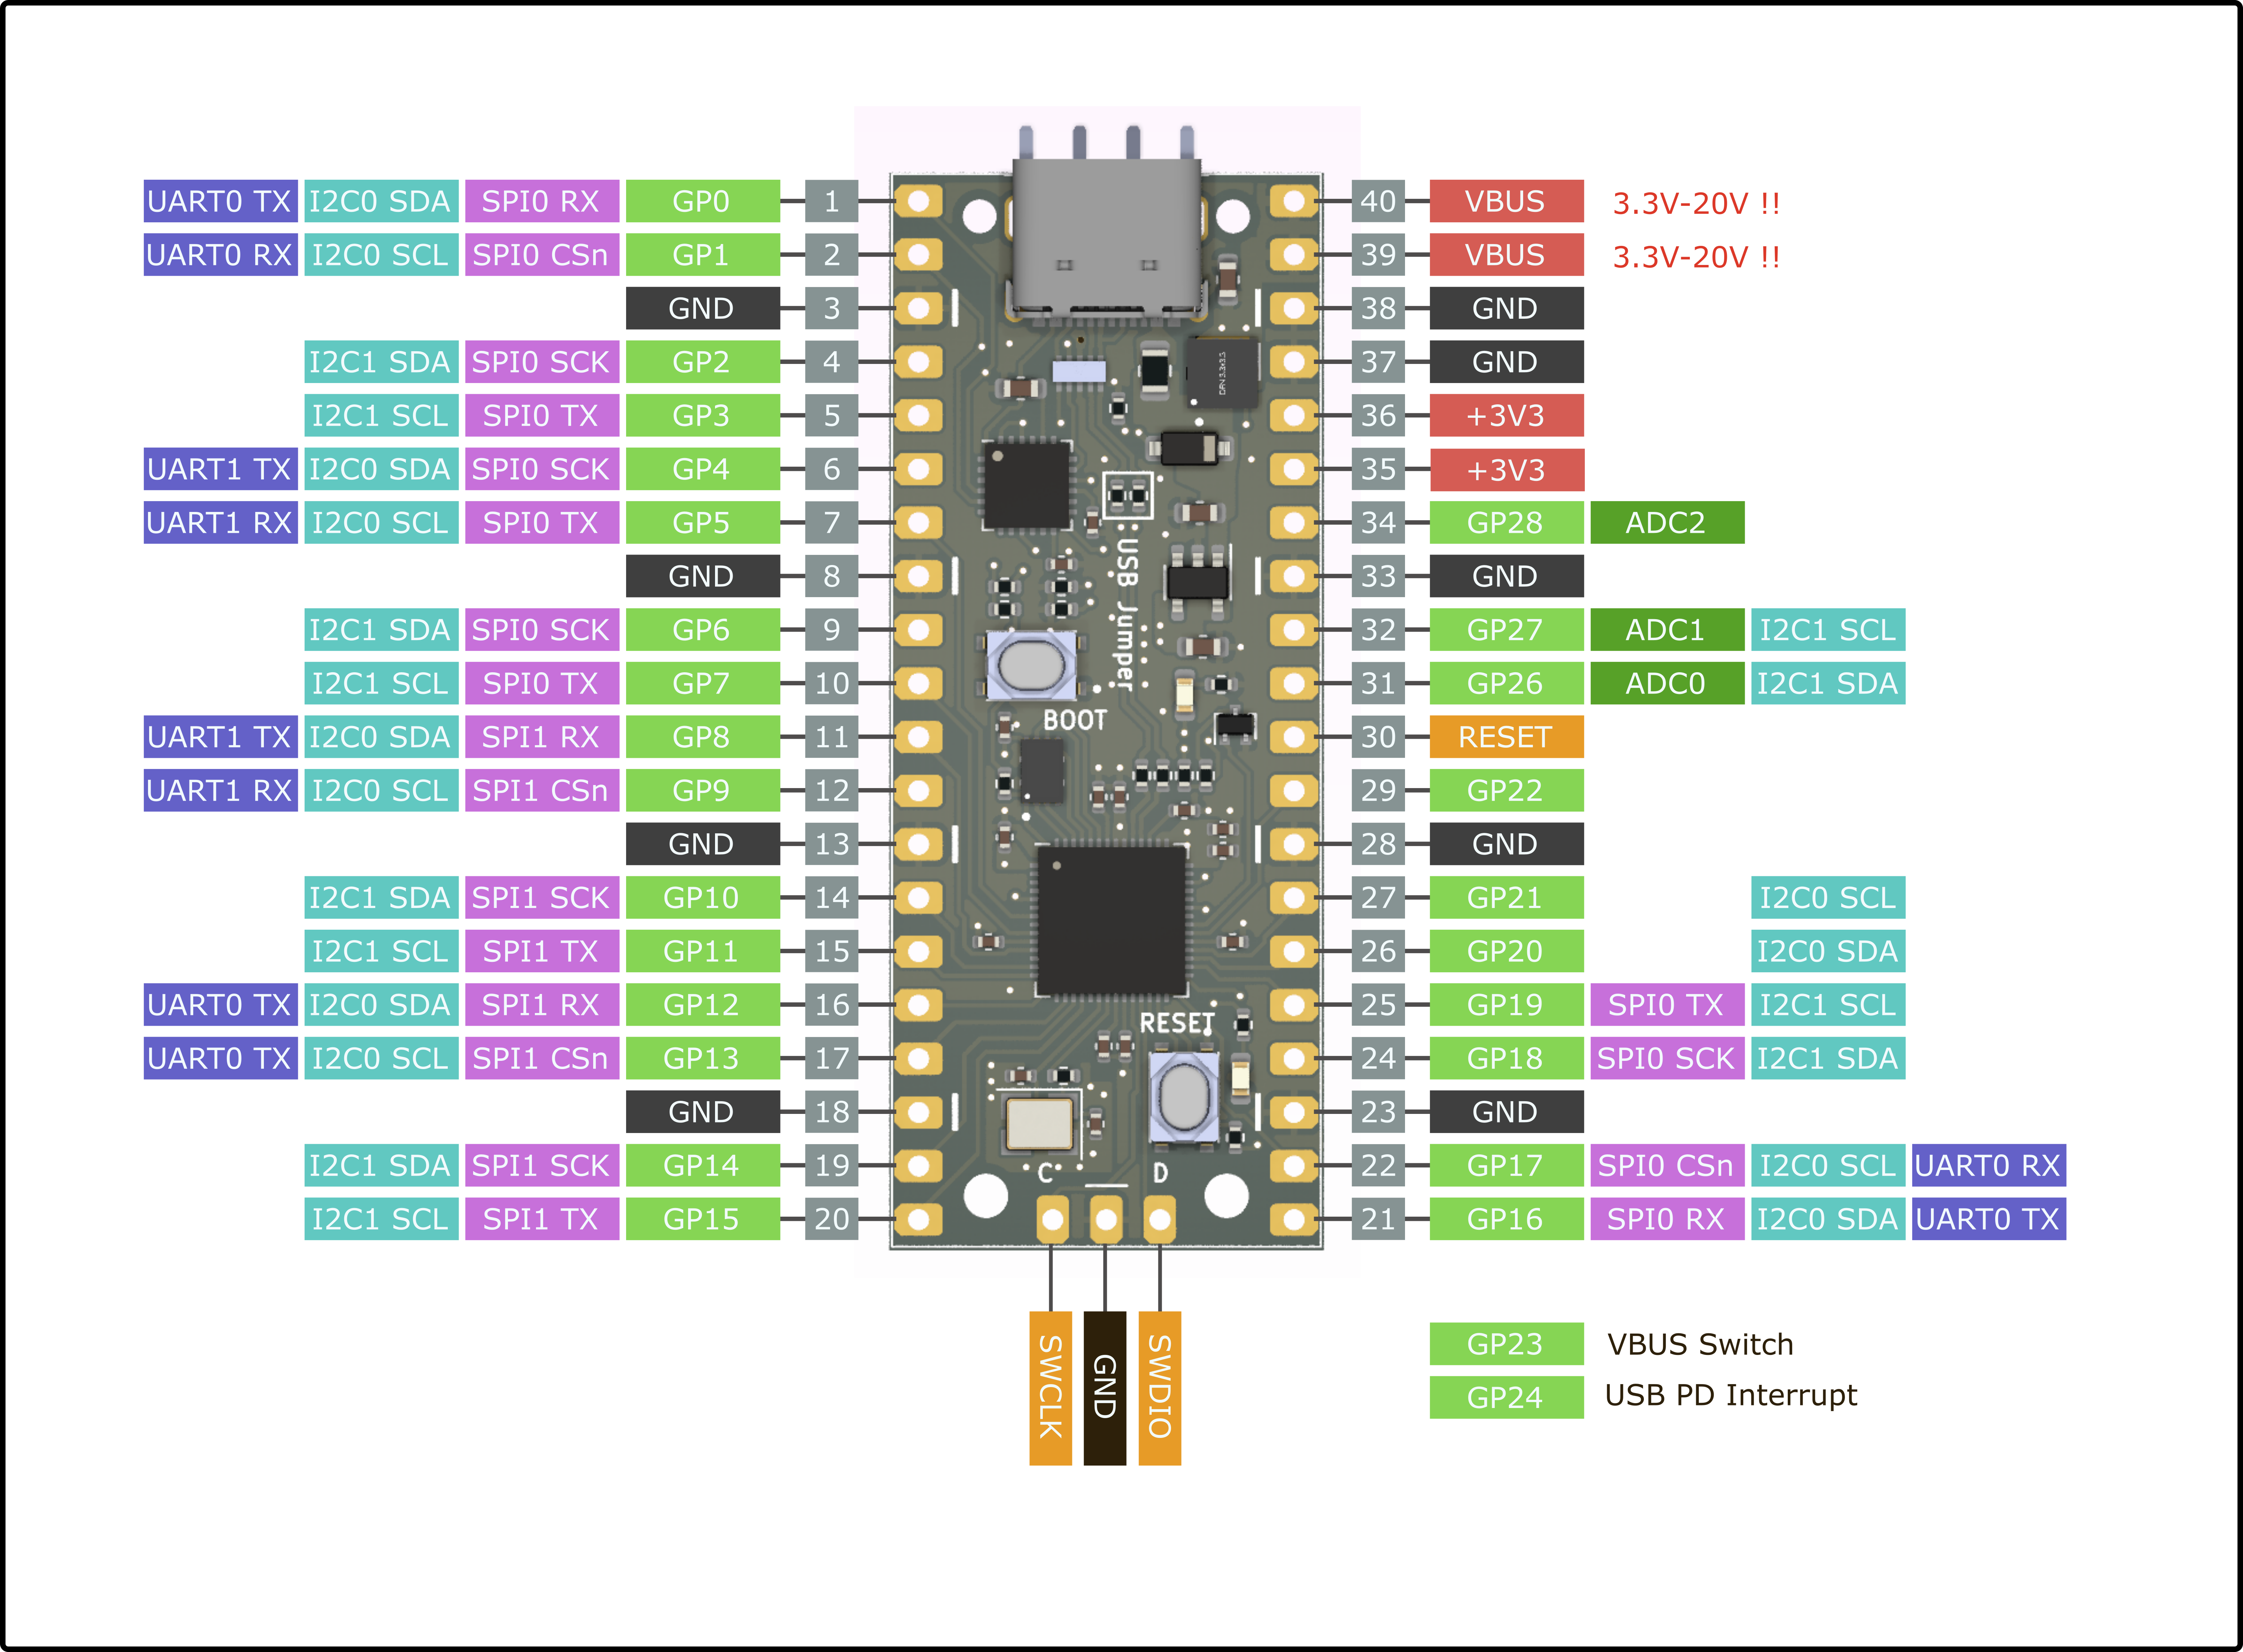 UART0 TX I2C0 SDA SPI0 RX GP0 1 40 VBUS 3.3V-20V !!
UART0 RX I2C0 SCL SPI0 CSn GP1 2 39 VBUS 3.3V-20V !!
GND 3 38 GND
I2C1 SDA SPI0 SCK GP2 4 37 GND
DFN 3.3x3.3
I2C1 SCL SPI0 TX GP3 5 36 +3V3
UART1 TX I2C0 SDA SPI0 SCK GP4 6 35 +3V3
UART1 RX I2C0 SCL SPI0 TX GP5 7 34 GP28 ADC2
USB Jumper
GND 8 33 GND
I2C1 SDA SPI0 SCK GP6 9 32 GP27 ADC1 I2C1 SCL
I2C1 SCL SPI0 TX GP7 10 31 GP26 ADC0 I2C1 SDA
BOOT
UART1 TX I2C0 SDA SPI1 RX GP8 11 30 RESET
UART1 RX I2C0 SCL SPI1 CSn GP9 12 29 GP22
GND 13 28 GND
I2C1 SDA SPI1 SCK GP10 14 27 GP21 I2C0 SCL
I2C1 SCL SPI1 TX GP11 15 26 GP20 I2C0 SDA
UART0 TX I2C0 SDA SPI1 RX GP12 16 25 GP19 SPI0 TX I2C1 SCL
RESET
UART0 TX I2C0 SCL SPI1 CSn GP13 17 24 GP18 SPI0 SCK I2C1 SDA
GND 18 23 GND
I2C1 SDA SPI1 SCK GP14 19 22 GP17 SPI0 CSn I2C0 SCL UART0 RX
C D
I2C1 SCL SPI1 TX GP15 20 21 GP16 SPI0 RX I2C0 SDA UART0 TX
SWCLK
GND
SWDIO
GP23 VBUS Switch
GP24 USB PD Interrupt